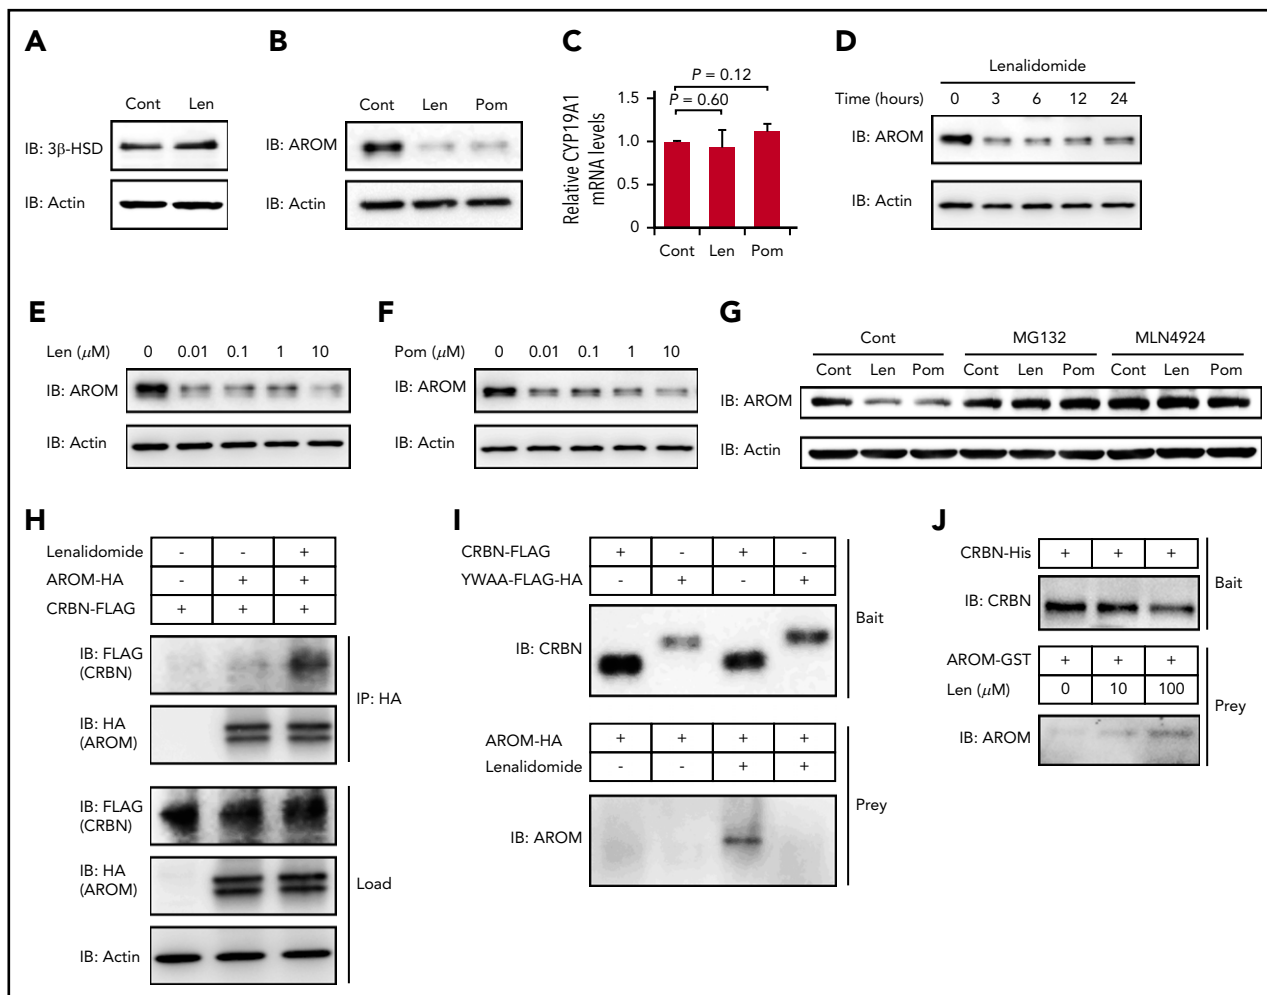 A
Cont Len
IB: 3β-HSD
IB: Actin
B
Cont Len Pom
IB: AROM
IB: Actin
C
P = 0.12
P = 0.60
Relative CYP19A1
mRNA levels
1.5
1.0
0.5
0
Cont Len Pom
D
Lenalidomide
Time (hours) 0 3 6 12 24
IB: AROM
IB: Actin
E
Len (μM) 0 0.01 0.1 1 10
IB: AROM
IB: Actin
F
Pom (μM) 0 0.01 0.1 1 10
IB: AROM
IB: Actin
G
Cont MG132 MLN4924
Cont Len Pom Cont Len Pom Cont Len Pom
IB: AROM
IB: Actin
H
Lenalidomide - - +
AROM-HA - + +
CRBN-FLAG + + +
IB: FLAG
(CRBN)
IB: HA
(AROM)
IP: HA
IB: FLAG
(CRBN)
IB: HA
(AROM)
IB: Actin
Load
I
CRBN-FLAG + - + -
YWAA-FLAG-HA - + - +
IB: CRBN
Bait
AROM-HA + + + +
Lenalidomide - - + +
IB: AROM
Prey
J
CRBN-His + + +
IB: CRBN
Bait
AROM-GST + + +
Len (μM) 0 10 100
IB: AROM
Prey